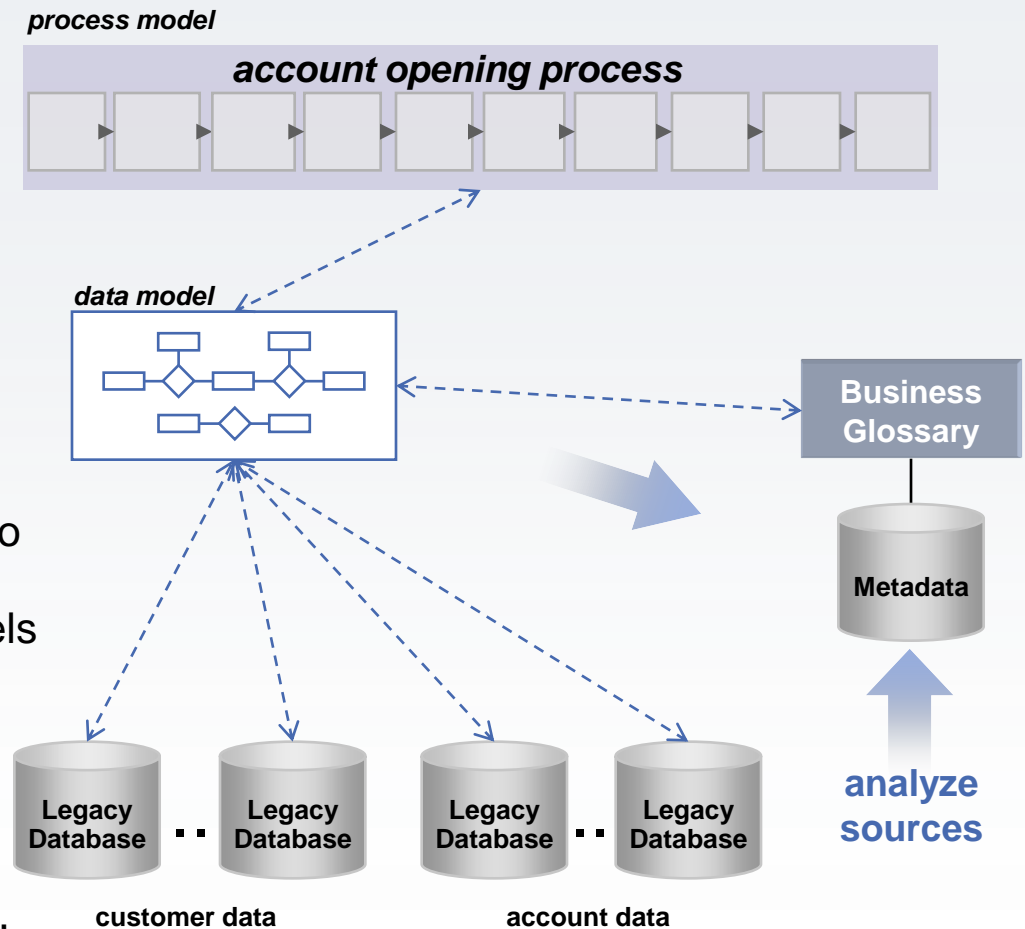 process model
account opening process
data model
Business
Glossary
Metadata
Legacy
Database
..
Legacy
Database
Legacy
Database
..
Legacy
Database
analyze
sources
customer data
account data